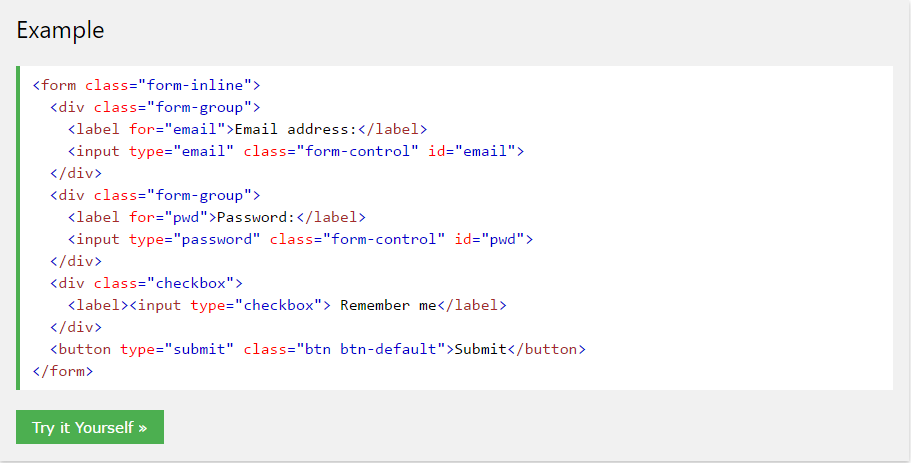 Example
<form class="form-inline">
  <div class="form-group">
    <label for="email">Email address:</label>
    <input type="email" class="form-control" id="email">
  </div>
  <div class="form-group">
    <label for="pwd">Password:</label>
    <input type="password" class="form-control" id="pwd">
  </div>
  <div class="checkbox">
    <label><input type="checkbox"> Remember me</label>
  </div>
  <button type="submit" class="btn btn-default">Submit</button>
</form>
Try it Yourself »